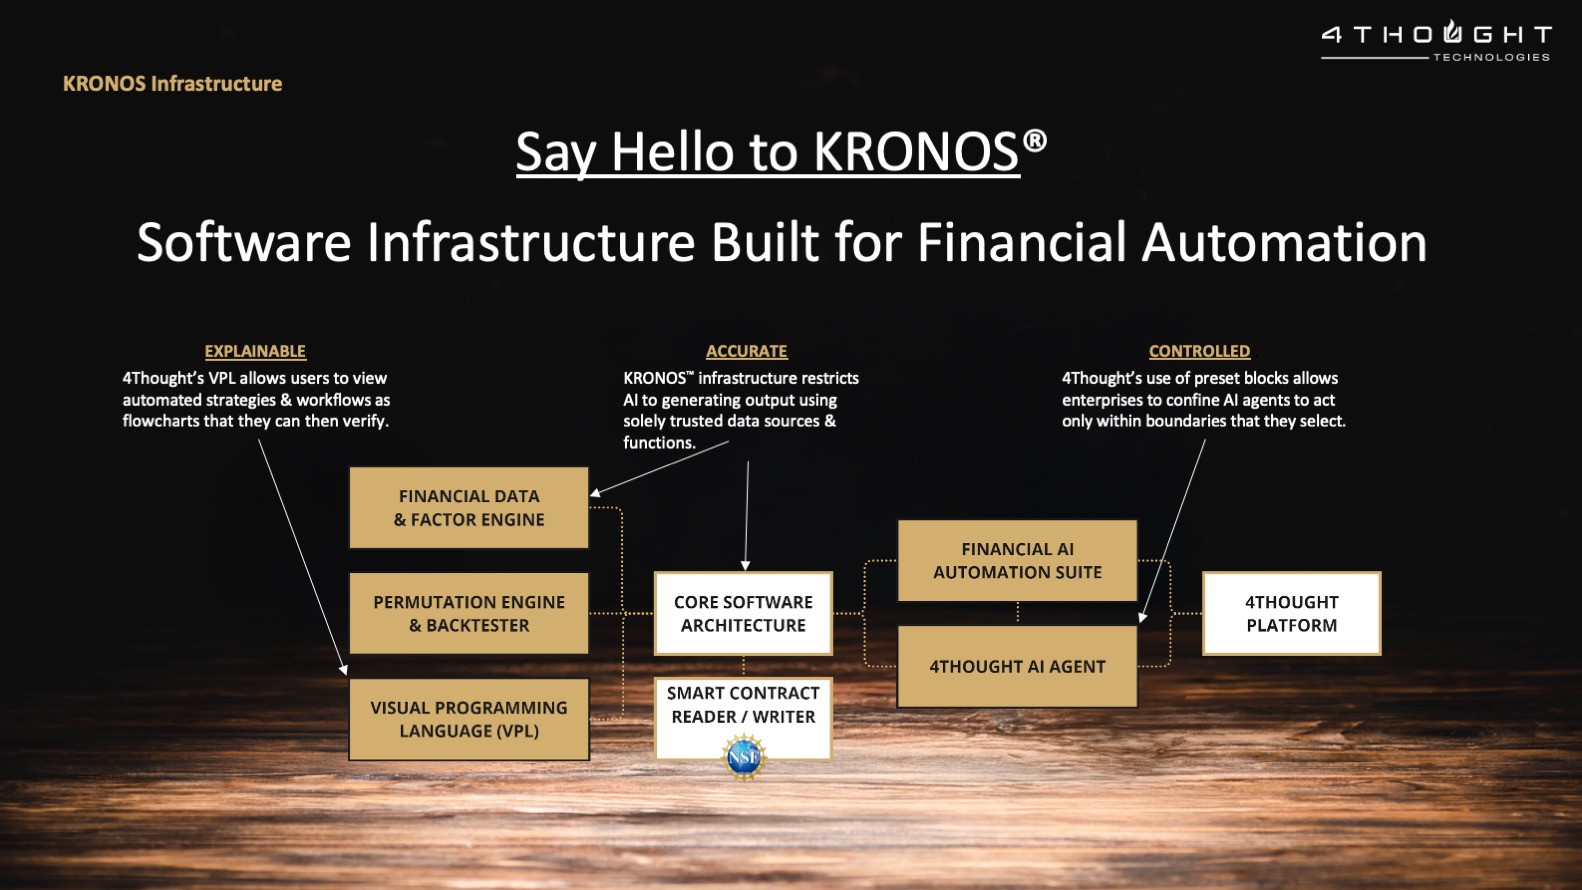 4THOUGHT
TECHNOLOGIES
KRONOS Infrastructure
Say Hello to KRONOS®
Software Infrastructure Built for Financial Automation
EXPLAINABLE
4Thought’s VPL allows users to view
automated strategies & workflows as
flowcharts that they can then verify.
ACCURATE
KRONOS™ infrastructure restricts
AI to generating output using
solely trusted data sources &
functions.
CONTROLLED
4Thought’s use of preset blocks allows
enterprises to confine AI agents to act
only within boundaries that they select.
FINANCIAL DATA
& FACTOR ENGINE
PERMUTATION ENGINE
& BACKTESTER
VISUAL PROGRAMMING
LANGUAGE (VPL)
CORE SOFTWARE
ARCHITECTURE
SMART CONTRACT
READER / WRITER
NSF
FINANCIAL AI
AUTOMATION SUITE
4THOUGHT AI AGENT
4THOUGHT
PLATFORM